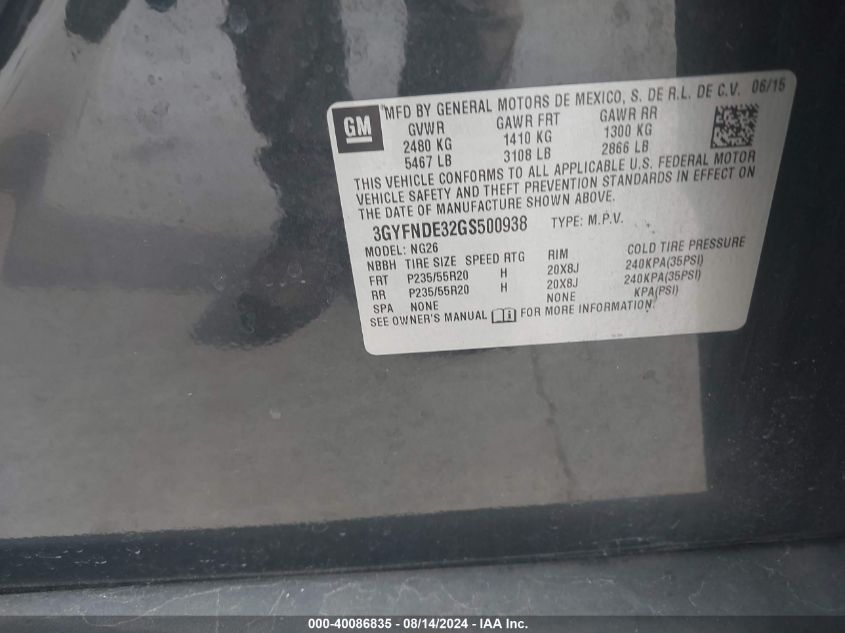 GM
MFD BY GENERAL MOTORS DE MEXICO, S. DE R.L. DE C.V. 06/15
GVWR GAWR FRT GAWR RR
2480 KG 1410 KG 1300 KG
5467 LB 3108 LB 2866 LB
THIS VEHICLE CONFORMS TO ALL APPLICABLE U.S. FEDERAL MOTOR
VEHICLE SAFETY AND THEFT PREVENTION STANDARDS IN EFFECT ON
THE DATE OF MANUFACTURE SHOWN ABOVE.
3GYFNDE32GS500938 TYPE: M.P.V.
MODEL: NG26
NBBH TIRE SIZE SPEED RTG RIM COLD TIRE PRESSURE
FRT P235/55R20 H 20X8J 240KPA(35PSI)
RR P235/55R20 H 20X8J 240KPA(35PSI)
SPA NONE NONE KPA(PSI)
SEE OWNER'S MANUAL FOR MORE INFORMATION.
000-40086835 - 08/14/2024 - IAA Inc.